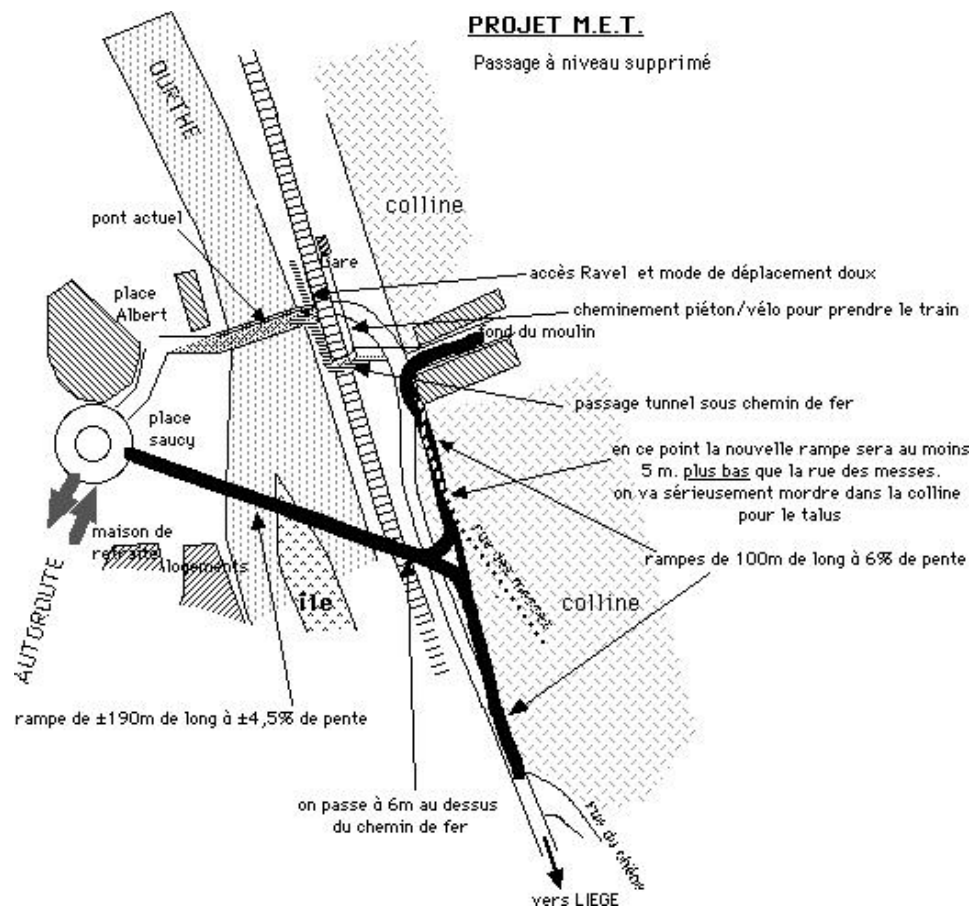 PROJET M.E.T.
Passage à niveau supprimé
OURTHE
colline
pont actuel
Gare
accès Ravel et mode de déplacement doux
place
Albert
cheminement piéton/vélo pour prendre le train
fond du moulin
passage tunnel sous chemin de fer
place
saucy
en ce point la nouvelle rampe sera au moins
5 m. plus bas que la rue des messes.
on va sérieusement mordre dans la colline
pour le talus
maison de
retraite
logements
AUTOROUTE
île
rue des messes
rampes de 100m de long à 6% de pente
colline
rampe de ±190m de long à ±4,5% de pente
on passe à 6m au dessus
du chemin de fer
rue du chêne
vers LIEGE